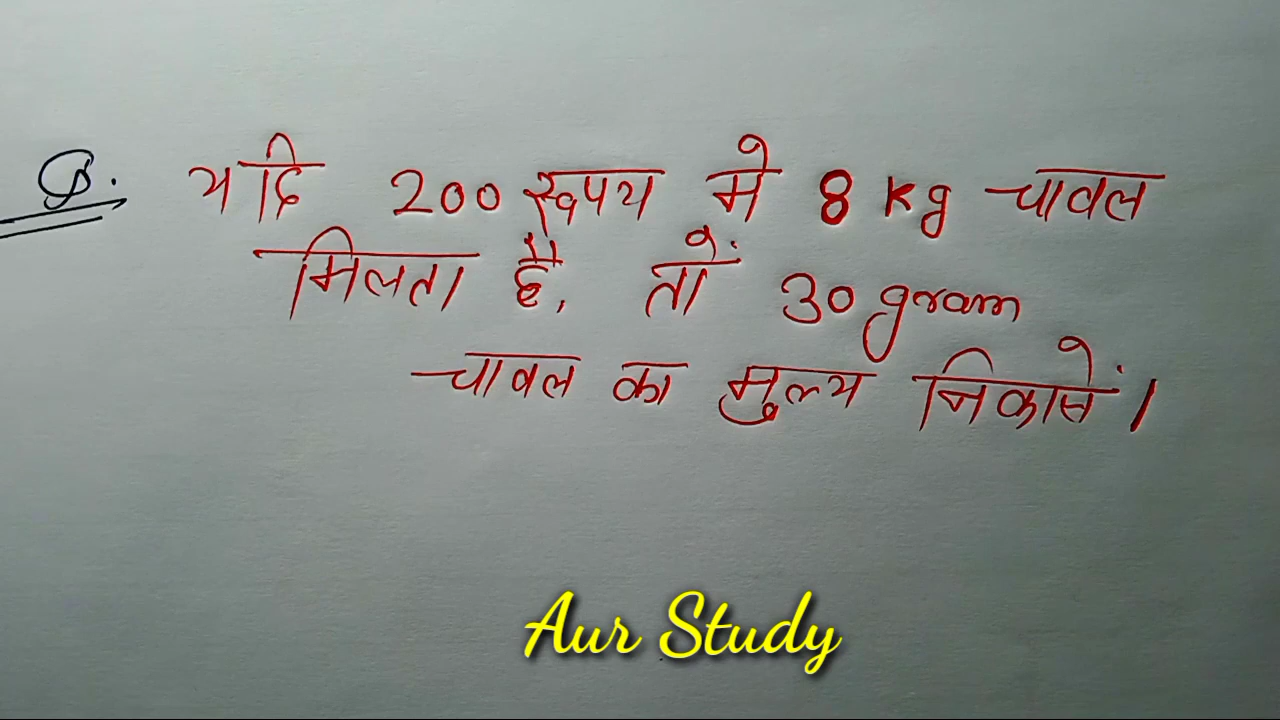 Q. यदि 200 रूपय मे 8 kg चावल
मिलता है, तों 30 gram
चावल का मुल्य निकालें।
Aur Study